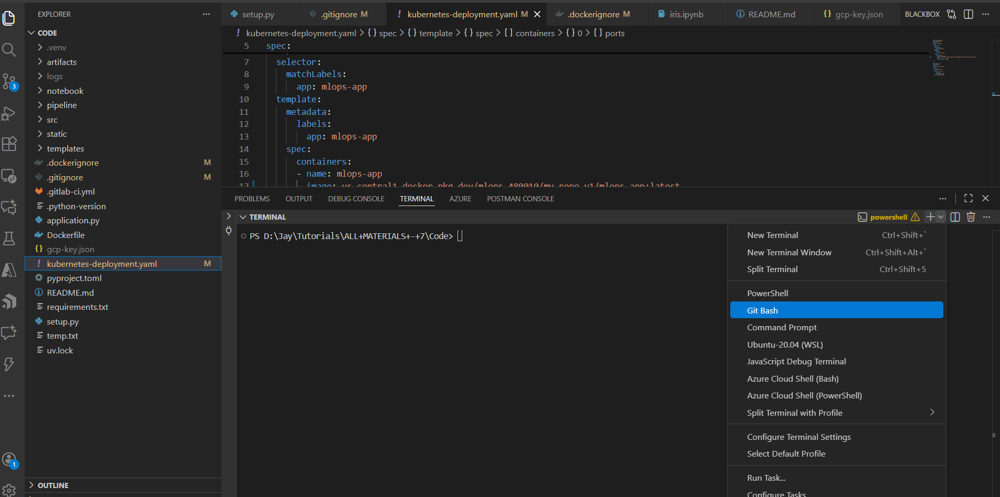 EXPLORER
CODE
.venv
artifacts
logs
notebook
pipeline
src
static
templates
.dockerignore M
.gitignore M
.gitlab-ci.yml
.python-version
application.py
Dockerfile
gcp-key.json
kubernetes-deployment.yaml M
pyproject.toml
README.md
requirements.txt
setup.py
temp.txt
uv.lock
OUTLINE
3
1
setup.py .gitignore M kubernetes-deployment.yaml M .dockerignore M iris.ipynb README.md gcp-key.json BLACKBOX
kubernetes-deployment.yaml > {} spec > {} template > {} spec > [] containers > {} 0 > [] ports
5 spec:
7 selector:
8 matchLabels:
9 app: mlops-app
10 template:
11 metadata:
12 labels:
13 app: mlops-app
14 spec:
15 containers:
16 - name: mlops-app
17 image: us-central1-docker.pkg.dev/mlops-480010/my-repo-v1/mlops-app:latest
PROBLEMS OUTPUT DEBUG CONSOLE TERMINAL AZURE POSTMAN CONSOLE
TERMINAL
powershell
PS D:\Jay\Tutorials\ALL+MATERIALS+-+7\Code>
New Terminal Ctrl+Shift+`
New Terminal Window Ctrl+Shift+Alt+`
Split Terminal Ctrl+Shift+5
PowerShell
Git Bash
Command Prompt
Ubuntu-20.04 (WSL)
JavaScript Debug Terminal
Azure Cloud Shell (Bash)
Azure Cloud Shell (PowerShell)
Split Terminal with Profile
Configure Terminal Settings
Select Default Profile
Run Task...
Configure Tasks...